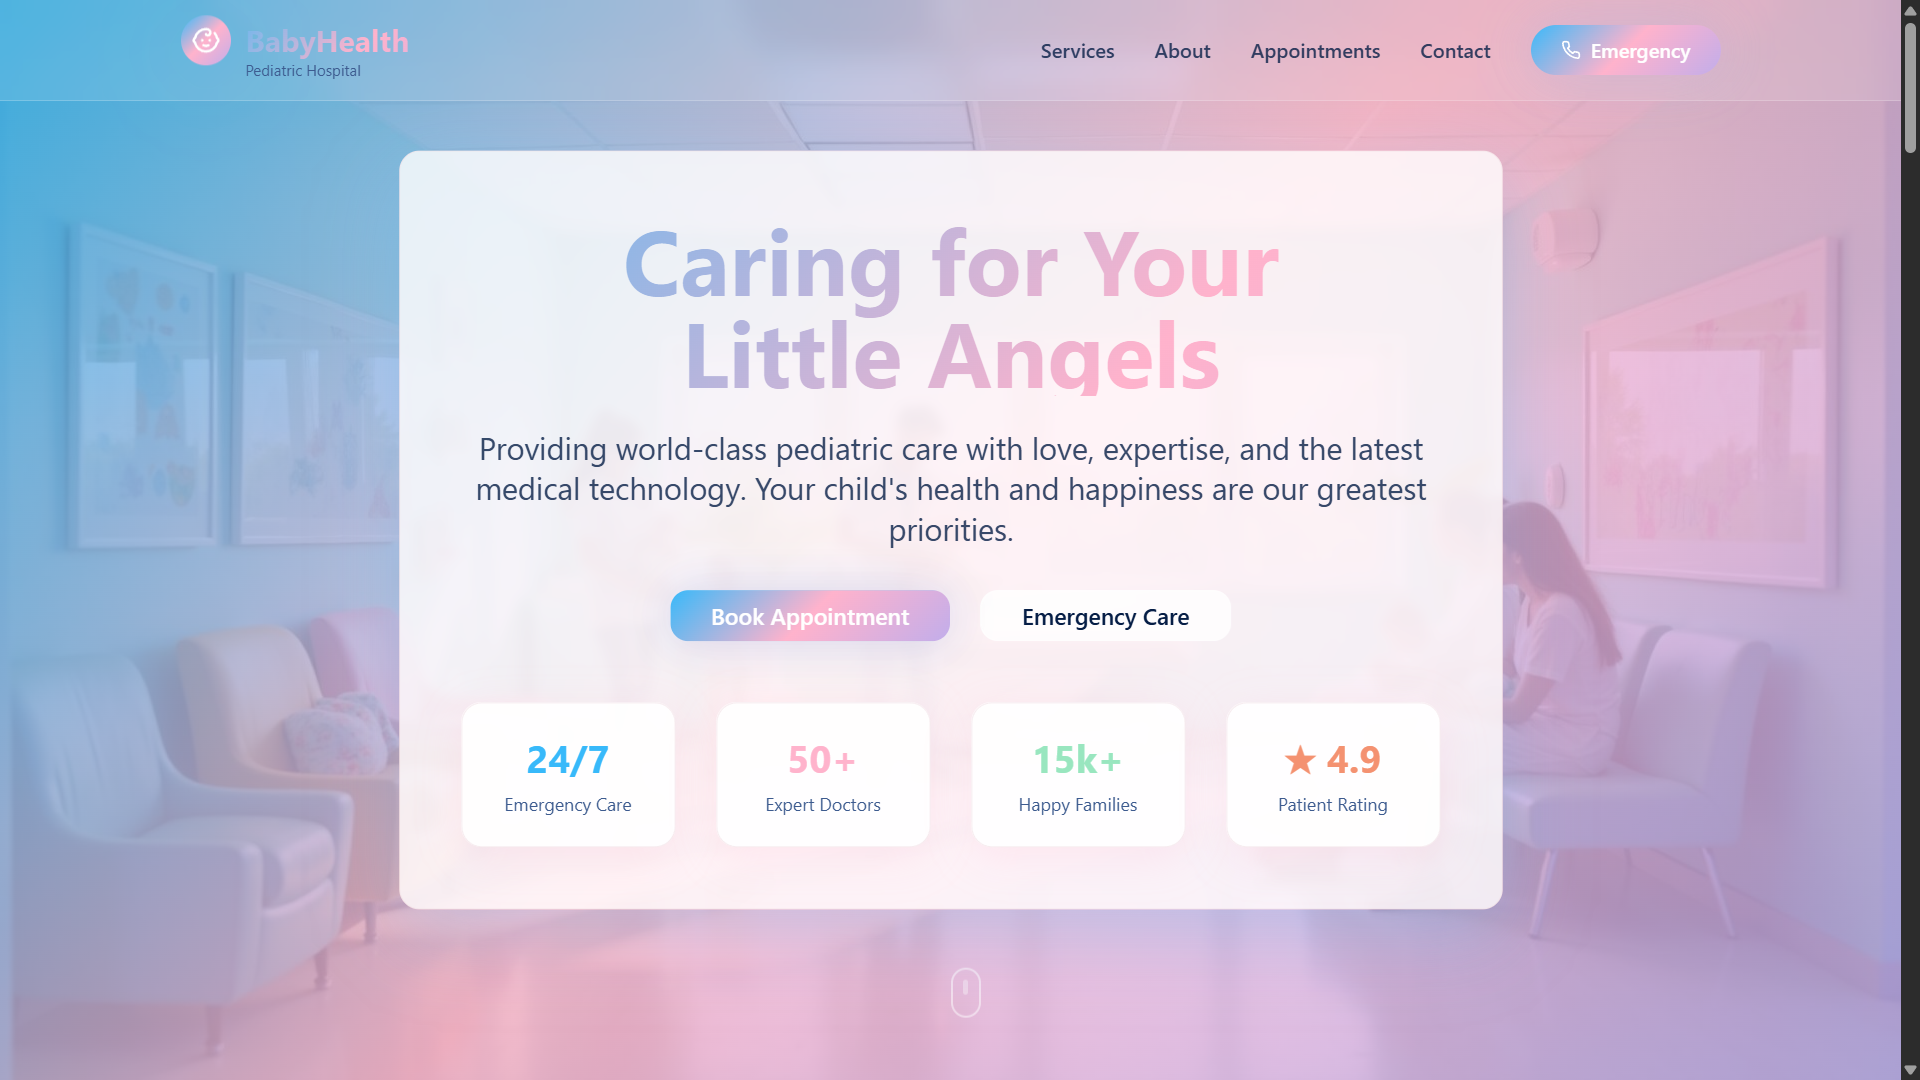 BabyHealth
Pediatric Hospital
Services
About
Appointments
Contact
Emergency
Caring for Your
Little Angels
Providing world-class pediatric care with love, expertise, and the latest
medical technology. Your child's health and happiness are our greatest
priorities.
Book Appointment
Emergency Care
24/7
Emergency Care
50+
Expert Doctors
15k+
Happy Families
★ 4.9
Patient Rating